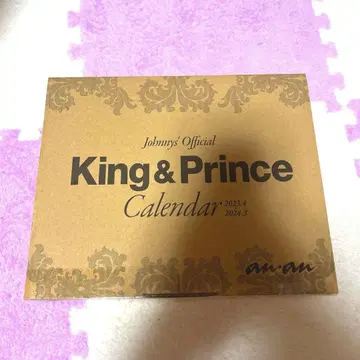 Johnnys' Official
King & Prince
Calendar 2023.4
2024.3
an・an